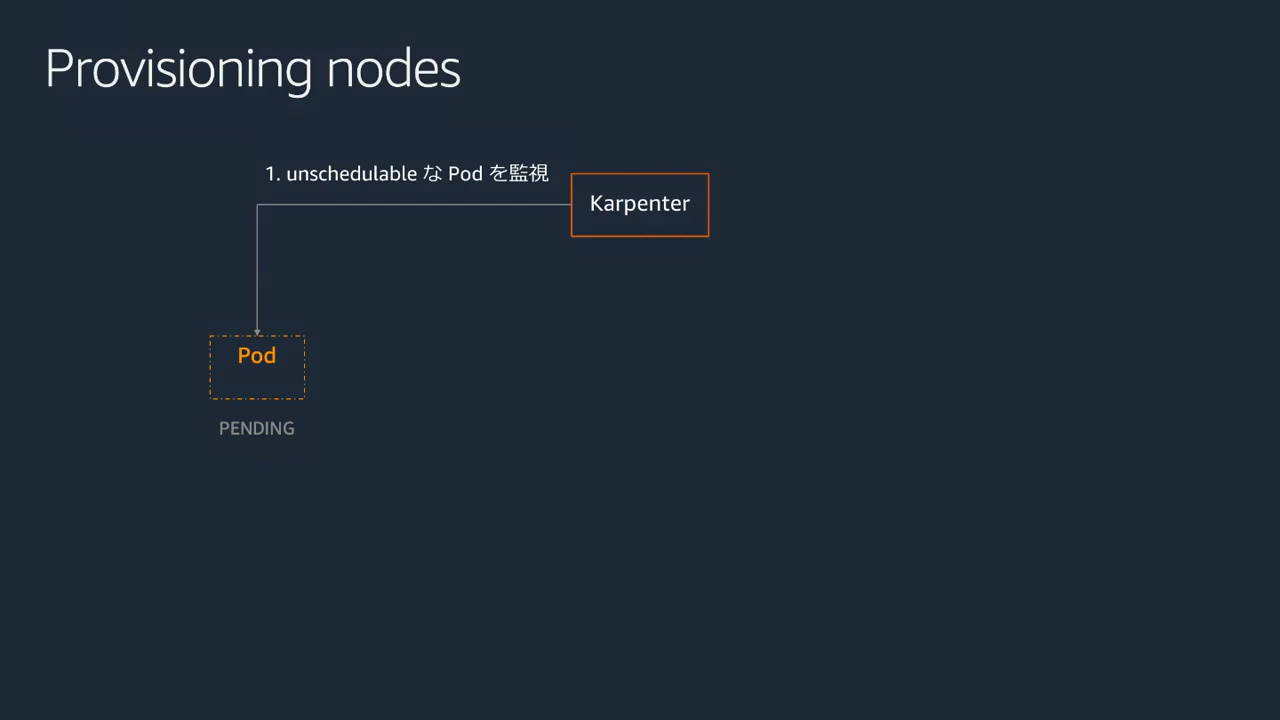 Provisioning nodes
1. unschedulable な Pod を監視
Karpenter
Pod
PENDING